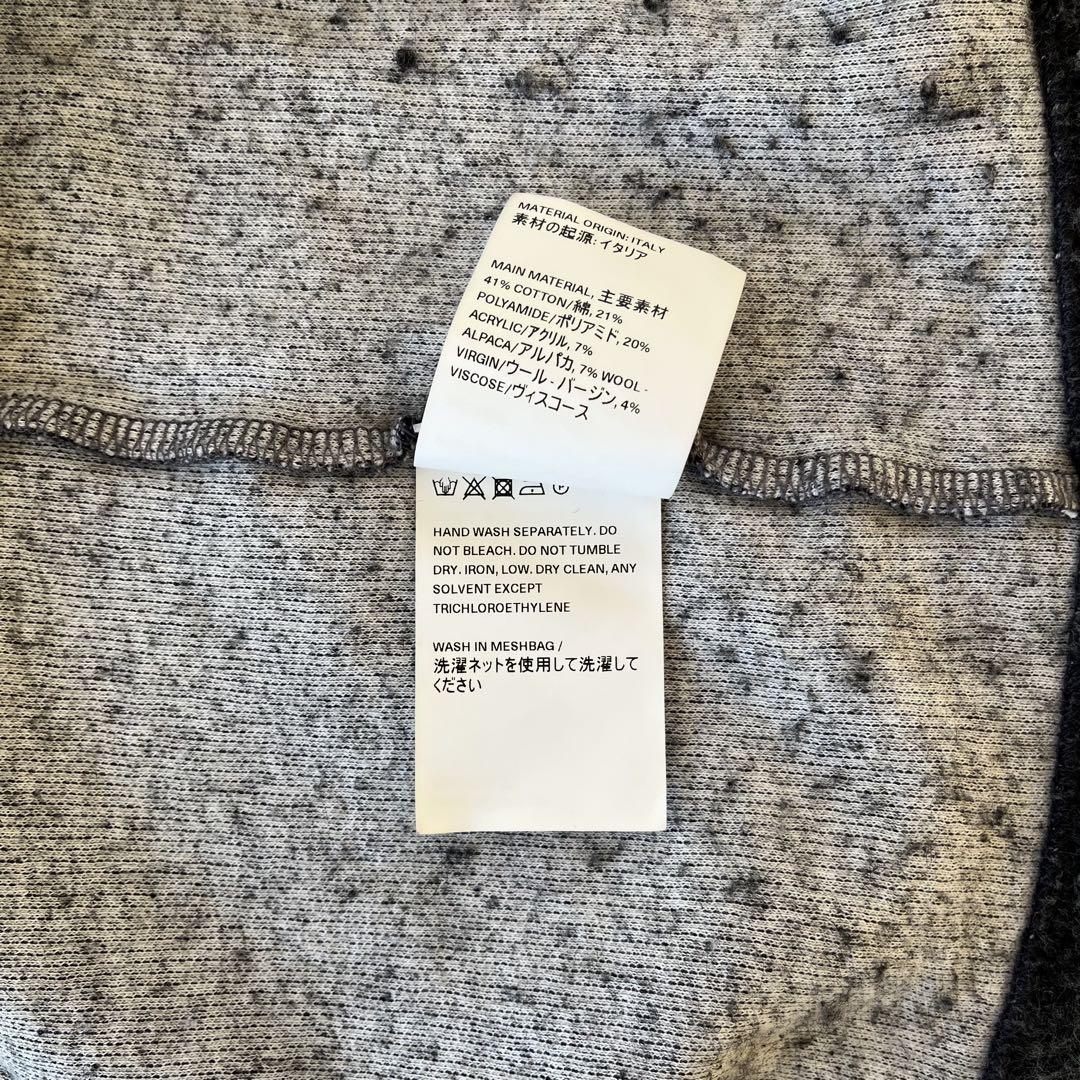 MATERIAL ORIGIN: ITALY
素材の起源: イタリア
MAIN MATERIAL, 主要素材
41% COTTON/綿, 21%
POLYAMIDE/ポリアミド, 20%
ACRYLIC/アクリル, 7%
ALPACA/アルパカ, 7% WOOL -
VIRGIN/ウール - バージン, 4%
VISCOSE/ヴィスコース
HAND WASH SEPARATELY. DO
NOT BLEACH. DO NOT TUMBLE
DRY. IRON, LOW. DRY CLEAN, ANY
SOLVENT EXCEPT
TRICHLOROETHYLENE
WASH IN MESHBAG /
洗濯ネットを使用して洗濯して
ください